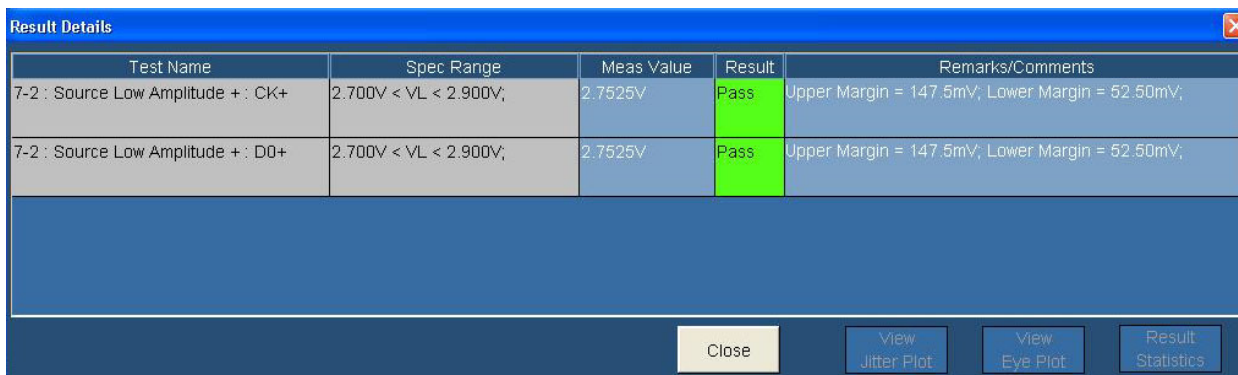 Result Details
Test Name Spec Range Meas Value Result Remarks/Comments
7-2 : Source Low Amplitude + : CK+ 2.700V < VL < 2.900V; 2.7525V Pass Upper Margin = 147.5mV; Lower Margin = 52.50mV;
7-2 : Source Low Amplitude + : D0+ 2.700V < VL < 2.900V; 2.7525V Pass Upper Margin = 147.5mV; Lower Margin = 52.50mV;
Close
View
Jitter Plot
View
Eye Plot
Result
Statistics